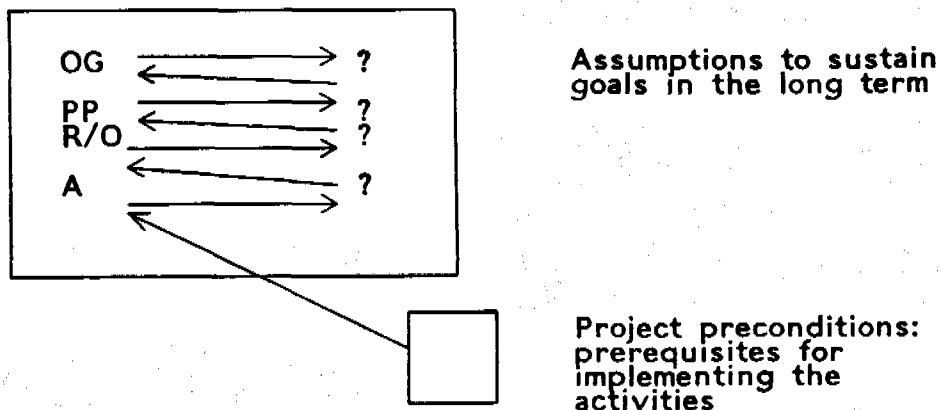 OG ?
PP ?
R/O ?
A ?
Assumptions to sustain
goals in the long term
Project preconditions:
prerequisites for
implementing the
activities